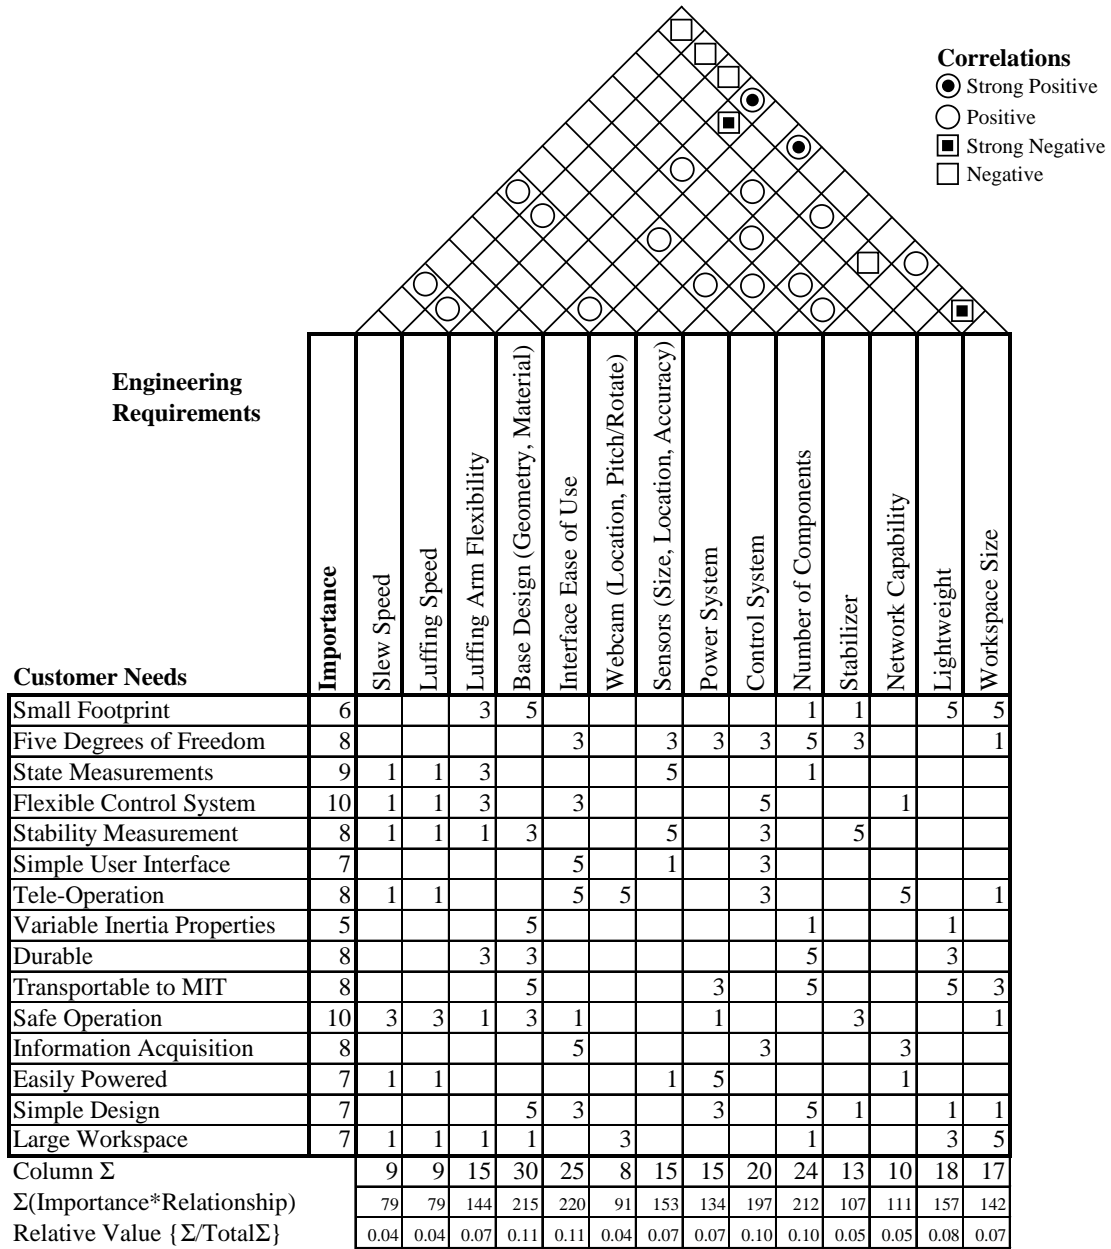 Correlations
Strong Positive
Positive
Strong Negative
Negative
Engineering
Requirements
Customer Needs
Importance
Slew Speed
Luffing Speed
Luffing Arm Flexibility
Base Design (Geometry, Material)
Interface Ease of Use
Webcam (Location, Pitch/Rotate)
Sensors (Size, Location, Accuracy)
Power System
Control System
Number of Components
Stabilizer
Network Capability
Lightweight
Workspace Size
Small Footprint 6 3 5 1 1 5 5
Five Degrees of Freedom 8 3 3 3 3 5 3 1
State Measurements 9 1 1 3 5 1
Flexible Control System 10 1 1 3 3 5 1
Stability Measurement 8 1 1 1 3 5 3 5
Simple User Interface 7 5 1 3
Tele-Operation 8 1 1 5 5 3 5 1
Variable Inertia Properties 5 5 1 1
Durable 8 3 3 5 3
Transportable to MIT 8 5 3 5 5 3
Safe Operation 10 3 3 1 3 1 1 3 1
Information Acquisition 8 5 3 3
Easily Powered 7 1 1 1 5 1
Simple Design 7 5 3 3 5 1 1 1
Large Workspace 7 1 1 1 1 3 1 3 5
Column Σ 9 9 15 30 25 8 15 15 20 24 13 10 18 17
Σ(Importance*Relationship) 79 79 144 215 220 91 153 134 197 212 107 111 157 142
Relative Value {Σ/TotalΣ} 0.04 0.04 0.07 0.11 0.11 0.04 0.07 0.07 0.10 0.10 0.05 0.05 0.08 0.07